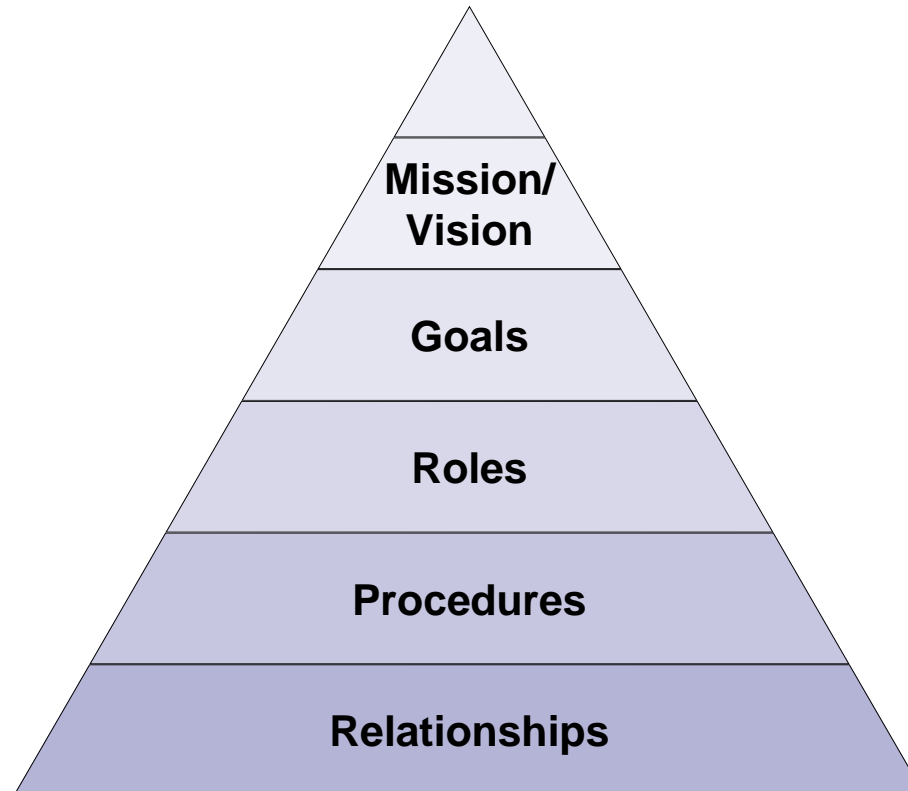 Mission/
Vision
Goals
Roles
Procedures
Relationships